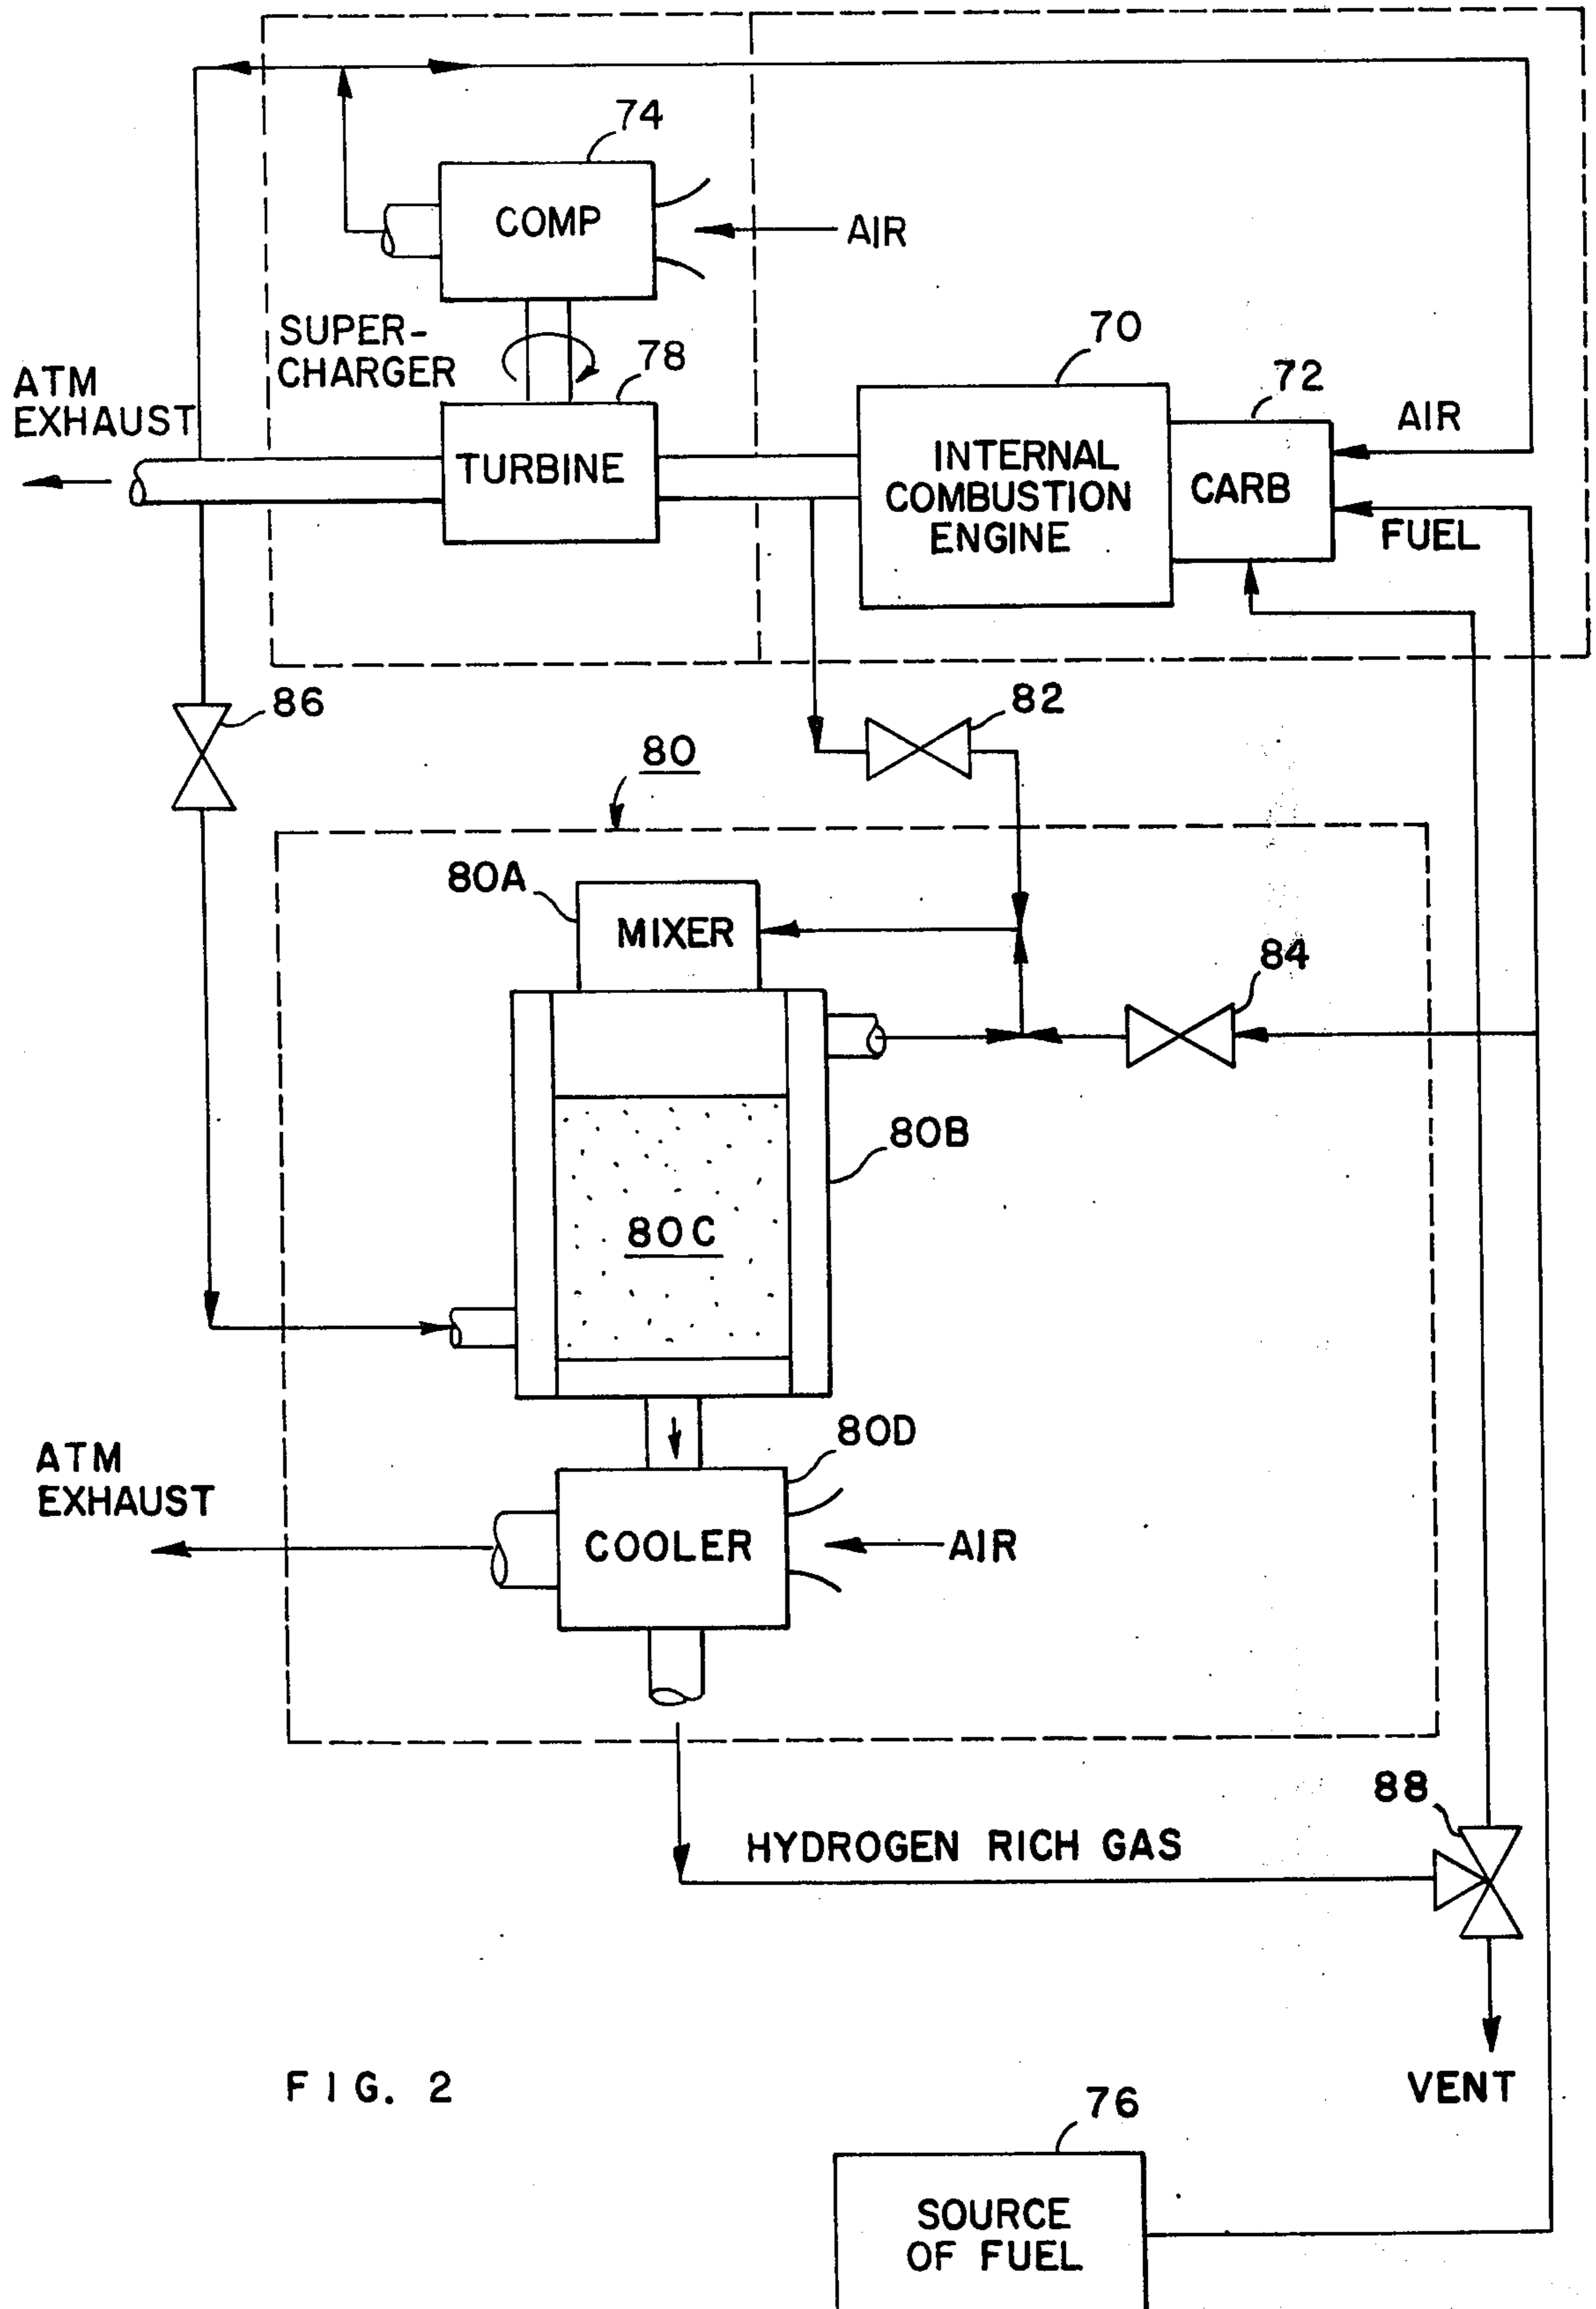 74
COMP
AIR
SUPER-
CHARGER
78
70
72
ATM
EXHAUST
TURBINE
INTERNAL
COMBUSTION
ENGINE
CARB
AIR
FUEL
86
82
80
80A
MIXER
84
80B
80C
80D
ATM
EXHAUST
COOLER
AIR
88
HYDROGEN RICH GAS
VENT
FIG. 2
76
SOURCE
OF FUEL